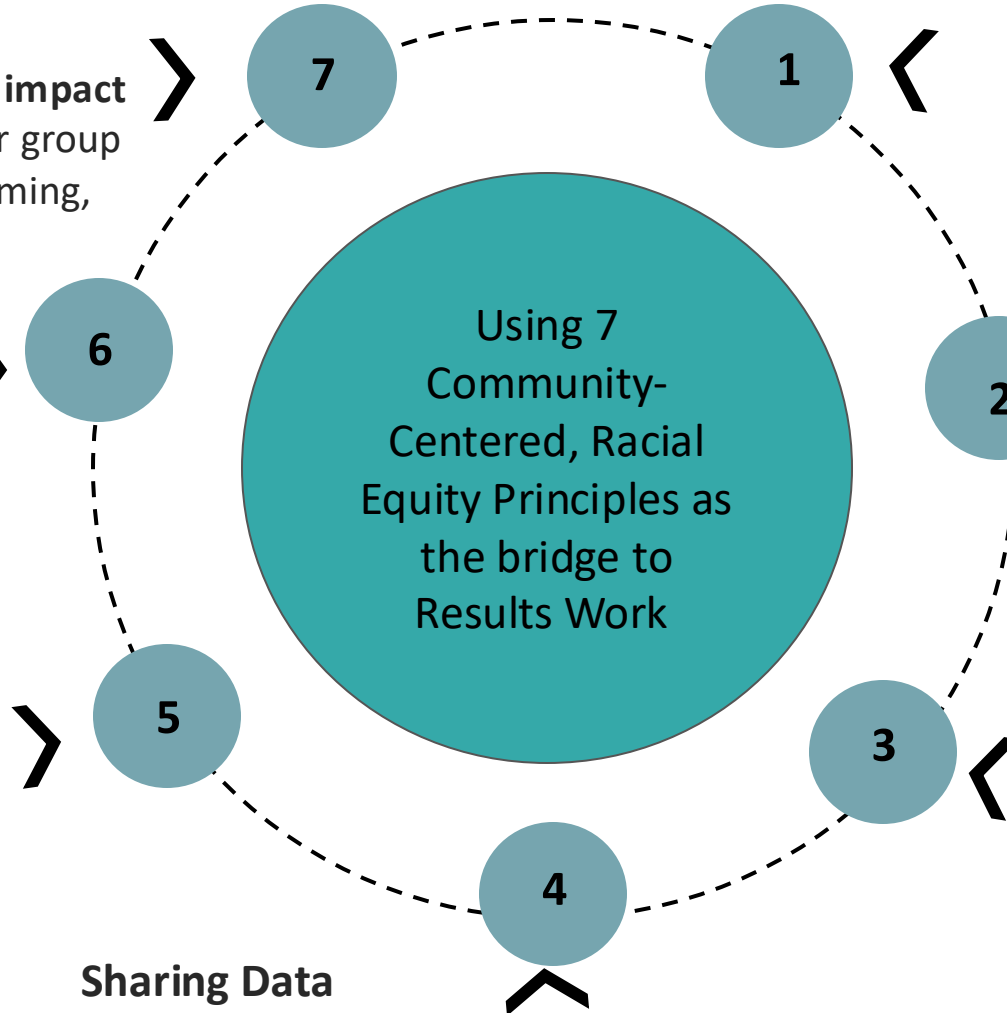 7
1
impact
group
6
2
Using 7
Community-
Centered, Racial
Equity Principles as
the bridge to
Results Work
5
3
4
Sharing Data